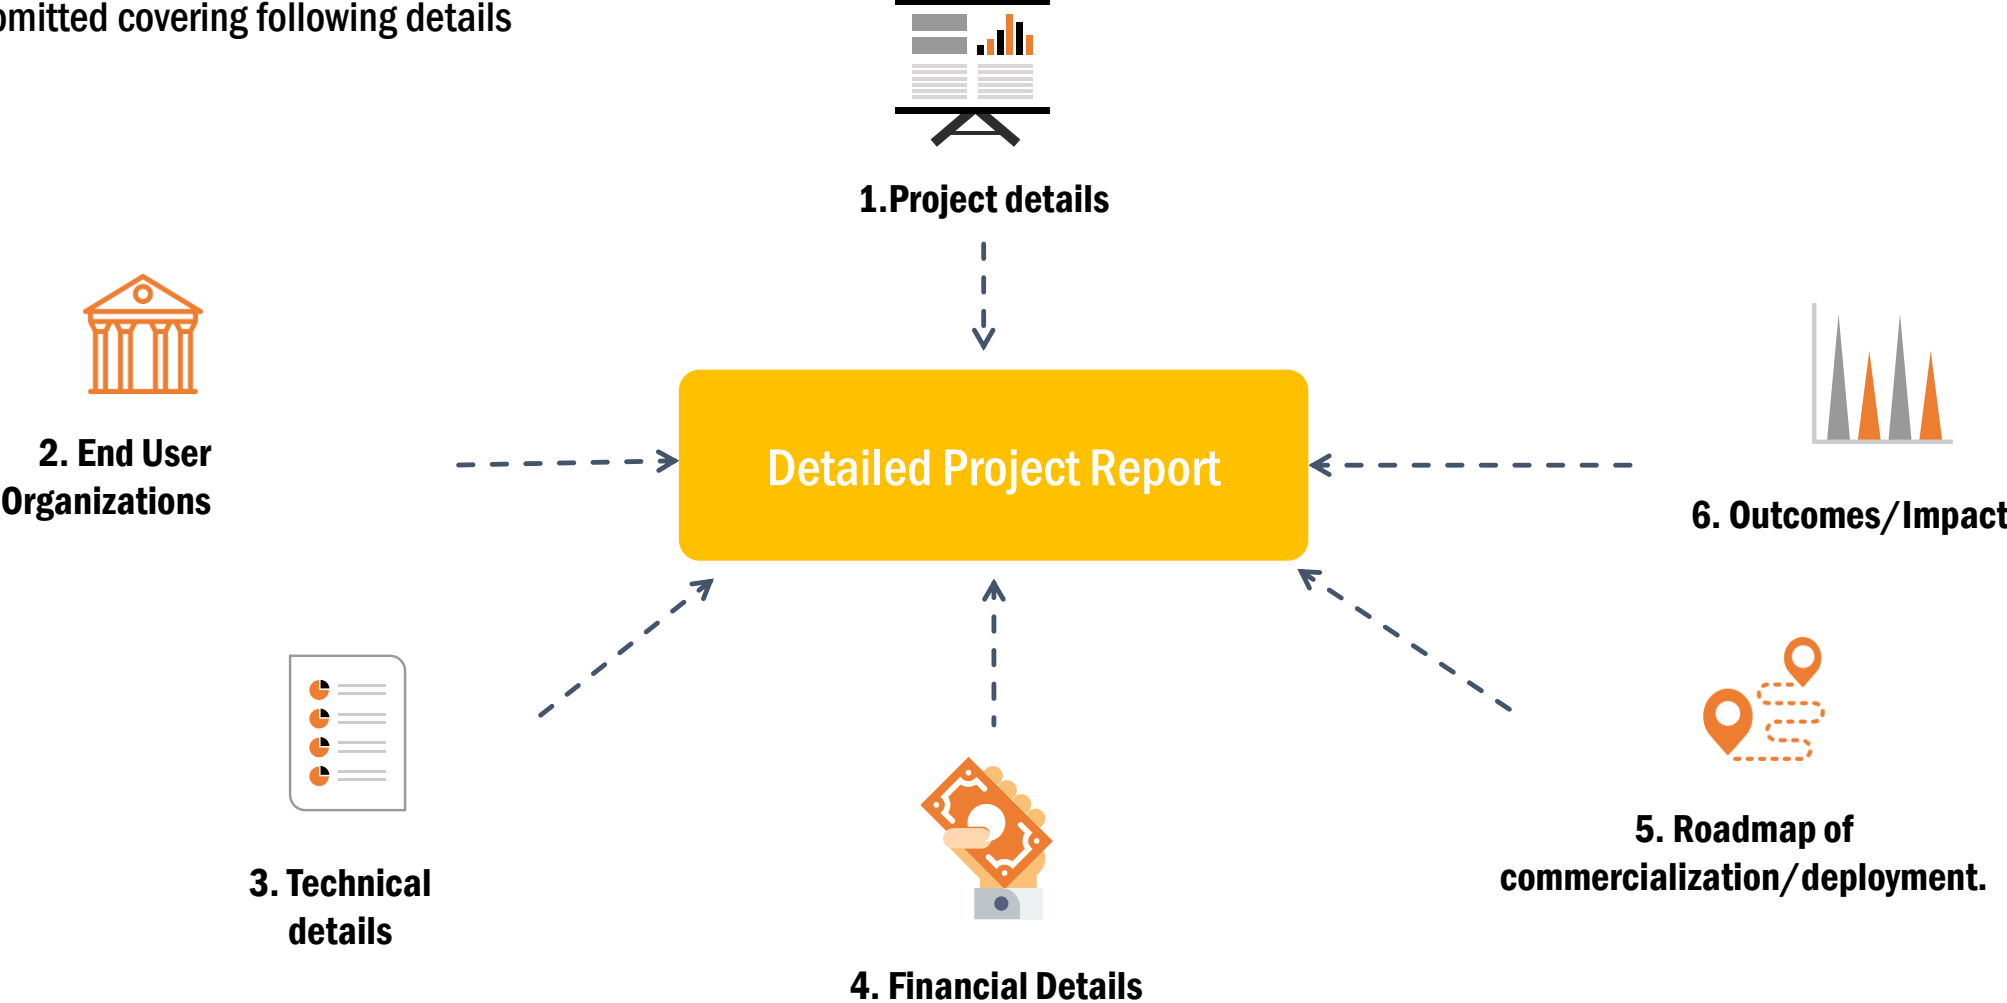 covering following details
1.Project details
2. End User
Organizations
Detailed Project Report
6. Outcomes/Impact
3. Technical
details
5. Roadmap of
commercialization/deployment.
4. Financial Details